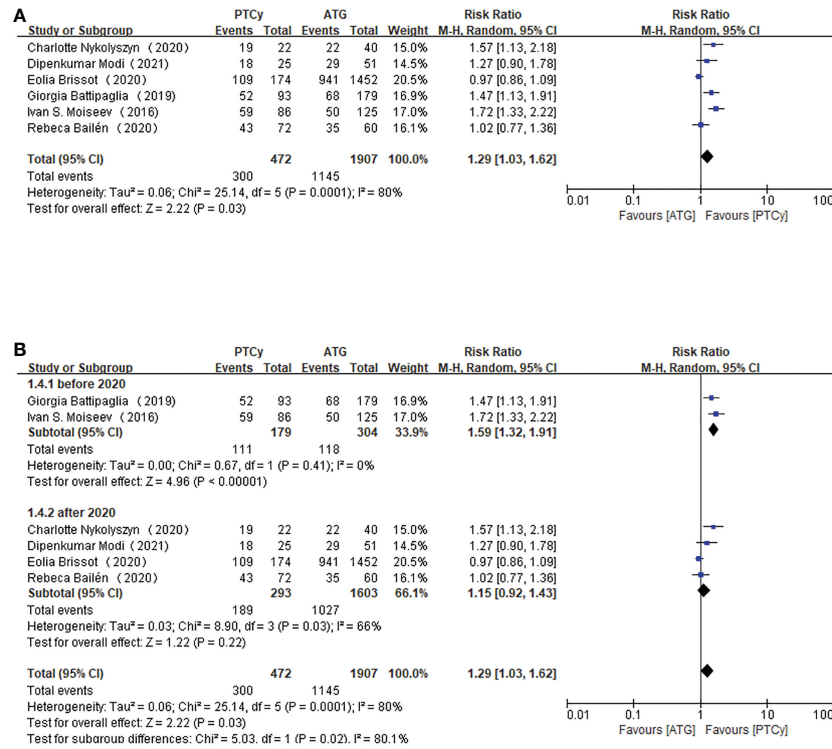 A
PTCy ATG Risk Ratio Risk Ratio
Study or Subgroup Events Total Events Total Weight M-H, Random, 95% CI M-H, Random, 95% CI
Charlotte Nykolyszyn (2020) 19 22 22 40 15.0% 1.57 [1.13, 2.18]
Dipenkumar Modi (2021) 18 25 29 51 14.5% 1.27 [0.90, 1.78]
Eolia Brissot (2020) 109 174 941 1452 20.5% 0.97 [0.86, 1.09]
Giorgia Battipaglia (2019) 52 93 68 179 16.9% 1.47 [1.13, 1.91]
Ivan S. Moiseev (2016) 59 86 50 125 17.0% 1.72 [1.33, 2.22]
Rebeca Bailén (2020) 43 72 35 60 16.1% 1.02 [0.77, 1.36]
Total (95% CI) 472 1907 100.0% 1.29 [1.03, 1.62]
Total events 300 1145
Heterogeneity: Tau² = 0.06; Chi² = 25.14, df = 5 (P = 0.0001); I² = 80%
Test for overall effect: Z = 2.22 (P = 0.03)
0.01 0.1 1 10 100
Favours [ATG] Favours [PTCy]
B
PTCy ATG Risk Ratio Risk Ratio
Study or Subgroup Events Total Events Total Weight M-H, Random, 95% CI M-H, Random, 95% CI
1.4.1 before 2020
Giorgia Battipaglia (2019) 52 93 68 179 16.9% 1.47 [1.13, 1.91]
Ivan S. Moiseev (2016) 59 86 50 125 17.0% 1.72 [1.33, 2.22]
Subtotal (95% CI) 179 304 33.9% 1.59 [1.32, 1.91]
Total events 111 118
Heterogeneity: Tau² = 0.00; Chi² = 0.67, df = 1 (P = 0.41); I² = 0%
Test for overall effect: Z = 4.96 (P < 0.00001)
1.4.2 after 2020
Charlotte Nykolyszyn (2020) 19 22 22 40 15.0% 1.57 [1.13, 2.18]
Dipenkumar Modi (2021) 18 25 29 51 14.5% 1.27 [0.90, 1.78]
Eolia Brissot (2020) 109 174 941 1452 20.5% 0.97 [0.86, 1.09]
Rebeca Bailén (2020) 43 72 35 60 16.1% 1.02 [0.77, 1.36]
Subtotal (95% CI) 293 1603 66.1% 1.15 [0.92, 1.43]
Total events 189 1027
Heterogeneity: Tau² = 0.03; Chi² = 8.90, df = 3 (P = 0.03); I² = 66%
Test for overall effect: Z = 1.22 (P = 0.22)
Total (95% CI) 472 1907 100.0% 1.29 [1.03, 1.62]
Total events 300 1145
Heterogeneity: Tau² = 0.06; Chi² = 25.14, df = 5 (P = 0.0001); I² = 80%
Test for overall effect: Z = 2.22 (P = 0.03)
Test for subgroup differences: Chi² = 5.03, df = 1 (P = 0.02), I² = 80.1%
0.01 0.1 1 10 100
Favours [ATG] Favours [PTCy]